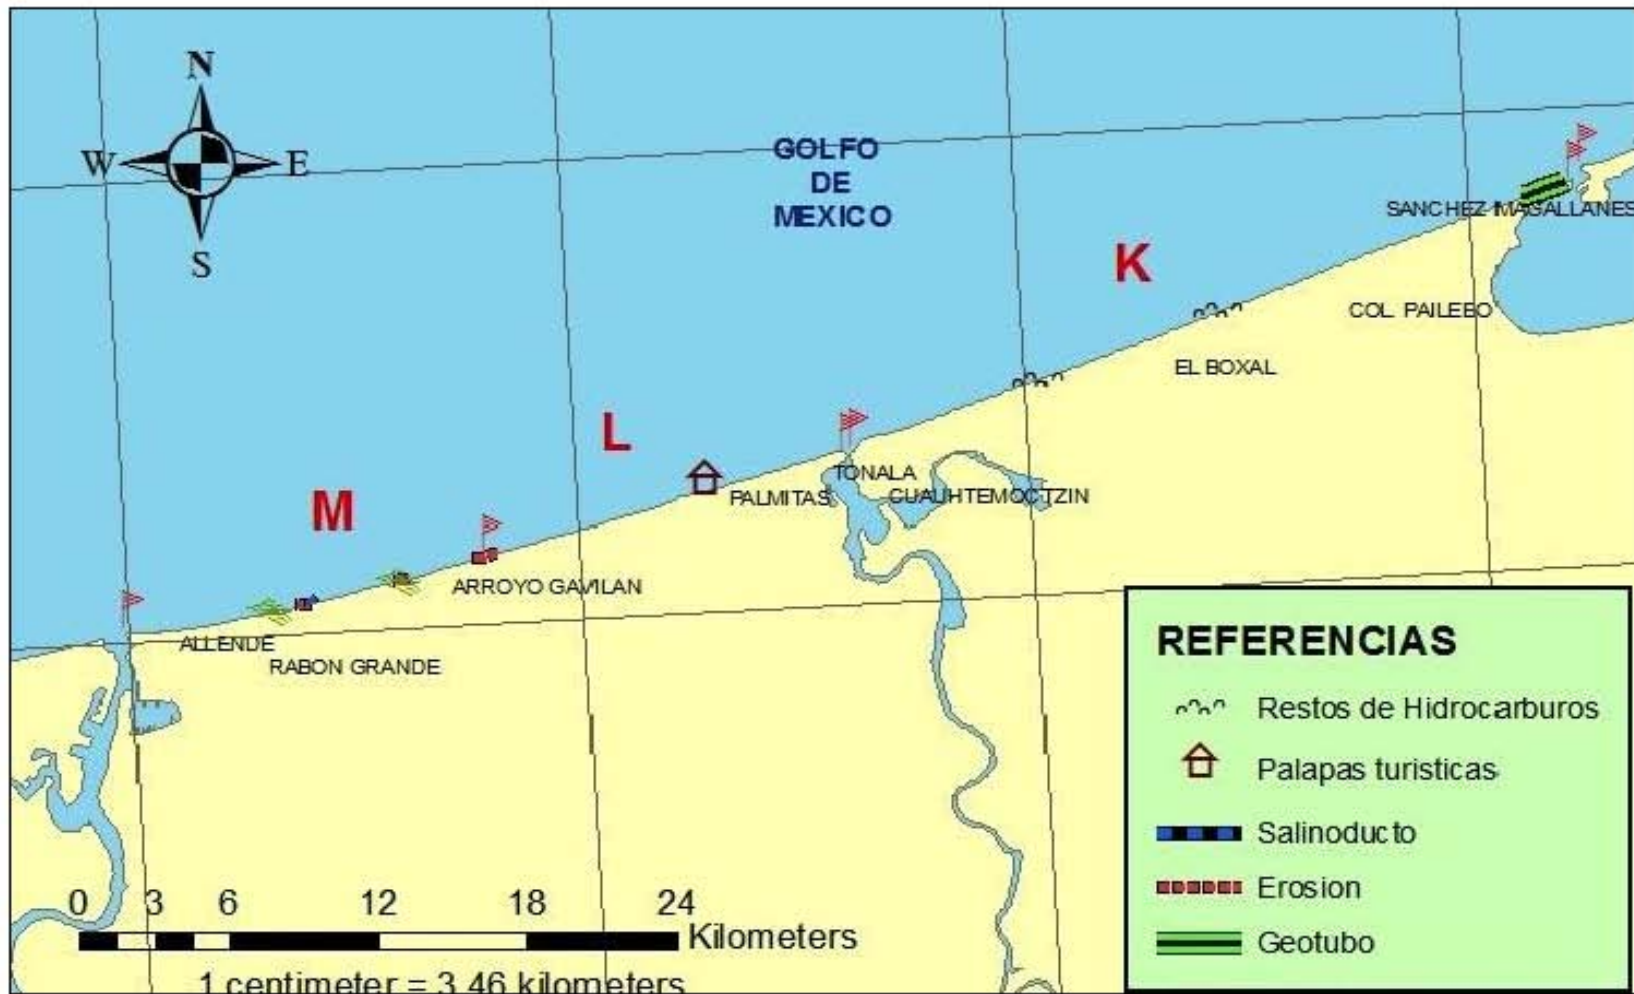 N
W E
S
GOLFO
DE
MEXICO
K
SANCHEZ MAGALLANES
COL. PAILEBO
EL BOXAL
L
TONALA
PALMITAS
CUAUHTEMOCTZIN
M
ARROYO GAVILAN
ALLENDE
RABON GRANDE
REFERENCIAS
Restos de Hidrocarburos
Palapas turisticas
Salinoducto
Erosion
Geotubo
0 3 6 12 18 24
Kilometers
1 centimeter = 3.46 kilometers